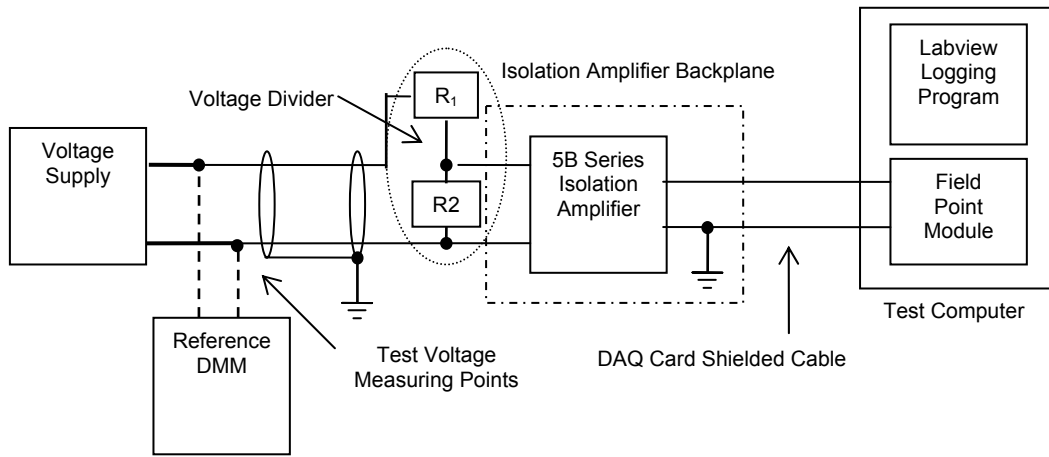 Labview
Logging
Program
Isolation Amplifier Backplane
R₁
Voltage Divider
Voltage
Supply
5B Series
Isolation
Amplifier
Field
Point
Module
R2
Test Computer
Reference
DMM
Test Voltage
Measuring Points
DAQ Card Shielded Cable